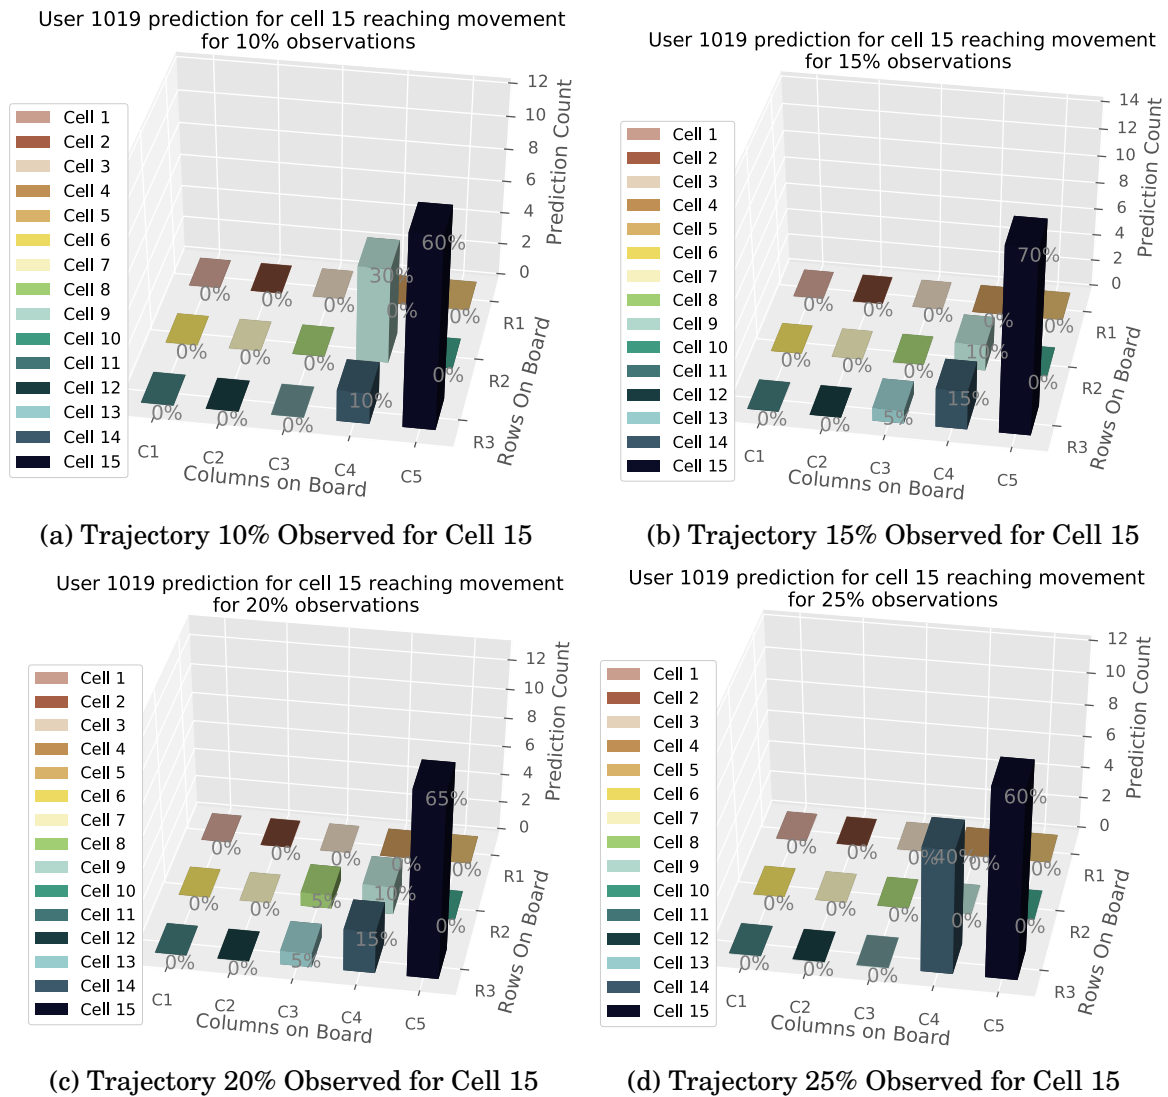 User 1019 prediction for cell 15 reaching movement
for 10% observations
Cell 1
Cell 2
Cell 3
Cell 4
Cell 5
Cell 6
Cell 7
Cell 8
Cell 9
Cell 10
Cell 11
Cell 12
Cell 13
Cell 14
Cell 15
12
10
8
6
4
2
0
Prediction Count
60%
30%
0% 0% 0% 0% 0%
0% 0% 0% 0%
0% 0% 0% 10%
R1
R2
R3
Rows On Board
C1 C2 C3 C4 C5
Columns on Board
(a) Trajectory 10% Observed for Cell 15
User 1019 prediction for cell 15 reaching movement
for 15% observations
Cell 1
Cell 2
Cell 3
Cell 4
Cell 5
Cell 6
Cell 7
Cell 8
Cell 9
Cell 10
Cell 11
Cell 12
Cell 13
Cell 14
Cell 15
14
12
10
8
6
4
2
0
Prediction Count
70%
0% 0% 0% 0% 0%
0% 0% 0% 10% 0%
0% 0% 5% 15%
R1
R2
R3
Rows On Board
C1 C2 C3 C4 C5
Columns on Board
(b) Trajectory 15% Observed for Cell 15
User 1019 prediction for cell 15 reaching movement
for 20% observations
Cell 1
Cell 2
Cell 3
Cell 4
Cell 5
Cell 6
Cell 7
Cell 8
Cell 9
Cell 10
Cell 11
Cell 12
Cell 13
Cell 14
Cell 15
12
10
8
6
4
2
0
Prediction Count
65%
0% 0% 0% 0% 0%
0% 0% 5% 10% 0%
0% 0% 5% 15%
R1
R2
R3
Rows On Board
C1 C2 C3 C4 C5
Columns on Board
(c) Trajectory 20% Observed for Cell 15
User 1019 prediction for cell 15 reaching movement
for 25% observations
Cell 1
Cell 2
Cell 3
Cell 4
Cell 5
Cell 6
Cell 7
Cell 8
Cell 9
Cell 10
Cell 11
Cell 12
Cell 13
Cell 14
Cell 15
12
10
8
6
4
2
0
Prediction Count
60%
0% 0% 0% 40% 0% 0%
0% 0% 0% 0% 0%
0% 0% 0%
R1
R2
R3
Rows On Board
C1 C2 C3 C4 C5
Columns on Board
(d) Trajectory 25% Observed for Cell 15